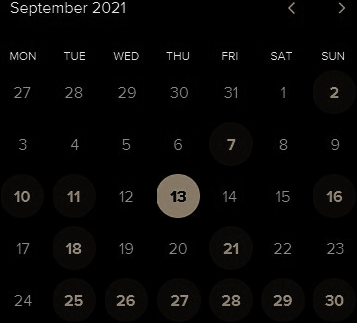 September 2021 < >
MON TUE WED THU FRI SAT SUN
27 28 29 30 31 1 2
3 4 5 6 7 8 9
10 11 12 13 14 15 16
17 18 19 20 21 22 23
24 25 26 27 28 29 30